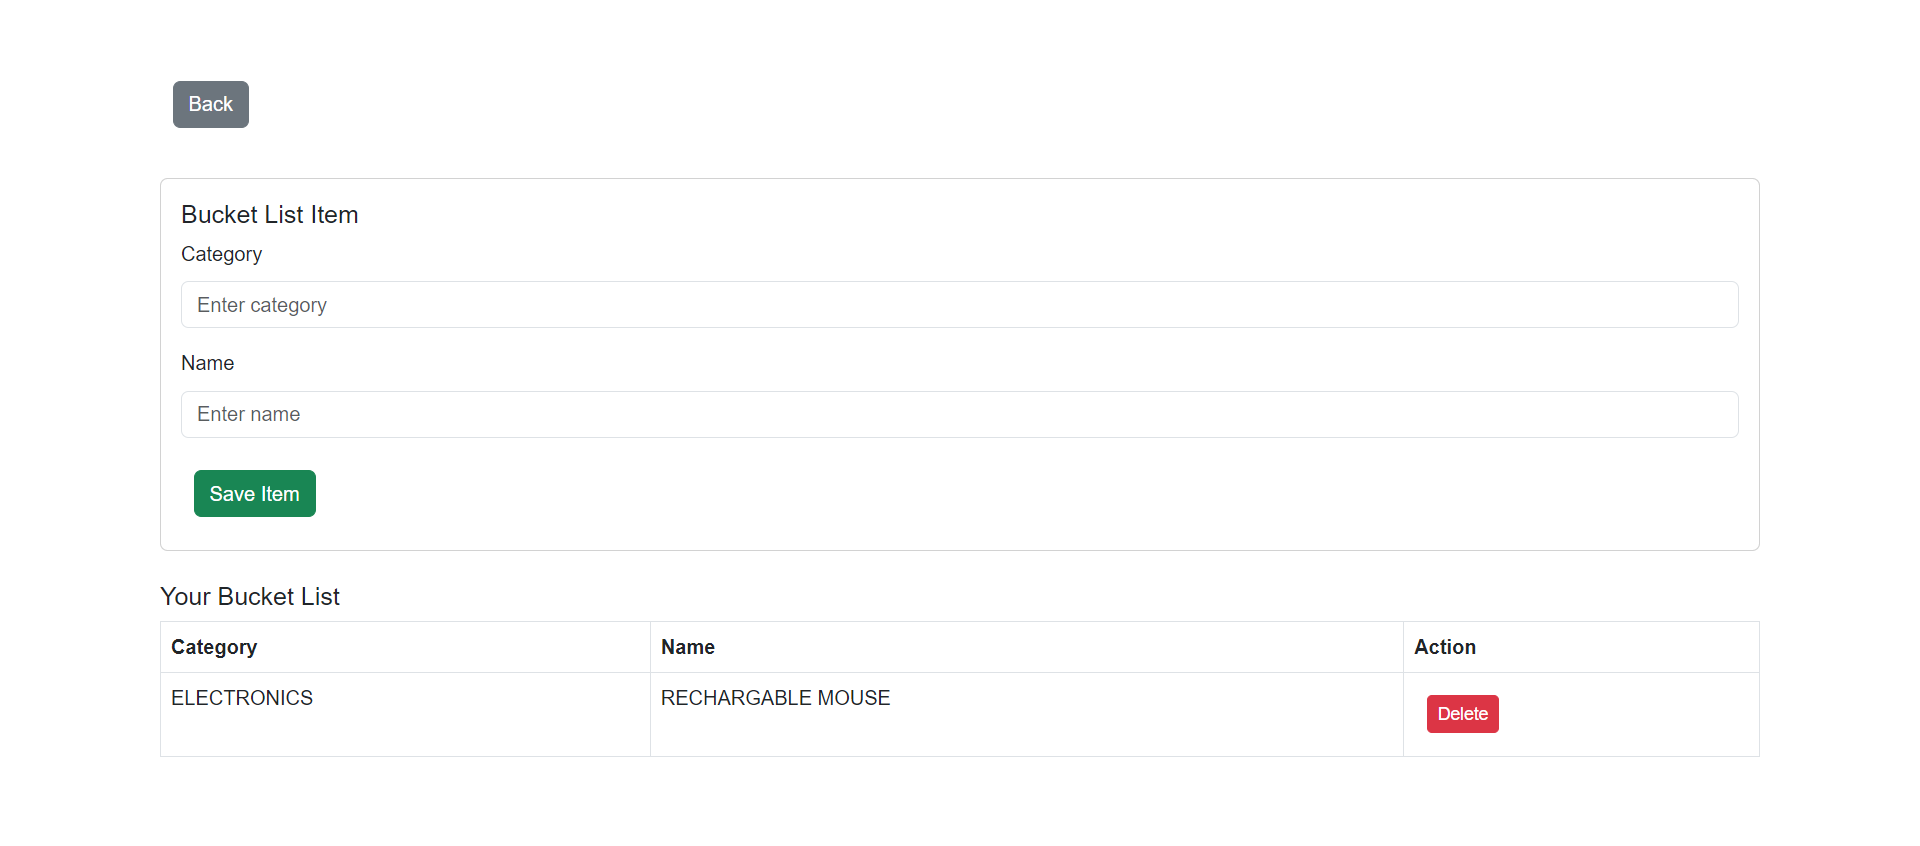 Back
Bucket List Item
Category
Enter category
Name
Enter name
Save Item
Your Bucket List
Category Name Action
ELECTRONICS RECHARGABLE MOUSE Delete